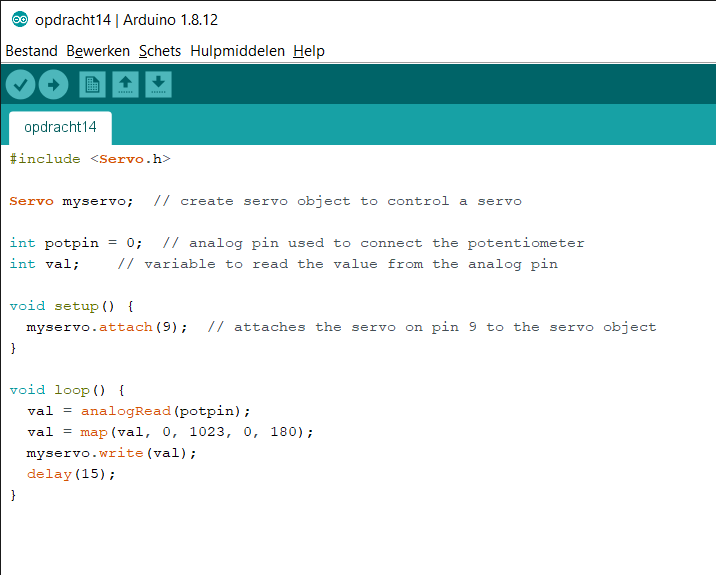 opdracht14 | Arduino 1.8.12
Bestand Bewerken Schets Hulpmiddelen Help
opdracht14
#include <Servo.h>
Servo myservo;  // create servo object to control a servo
int potpin = 0;  // analog pin used to connect the potentiometer
int val;    // variable to read the value from the analog pin
void setup() {
  myservo.attach(9);  // attaches the servo on pin 9 to the servo object
}
void loop() {
  val = analogRead(potpin);
  val = map(val, 0, 1023, 0, 180);
  myservo.write(val);
  delay(15);
}